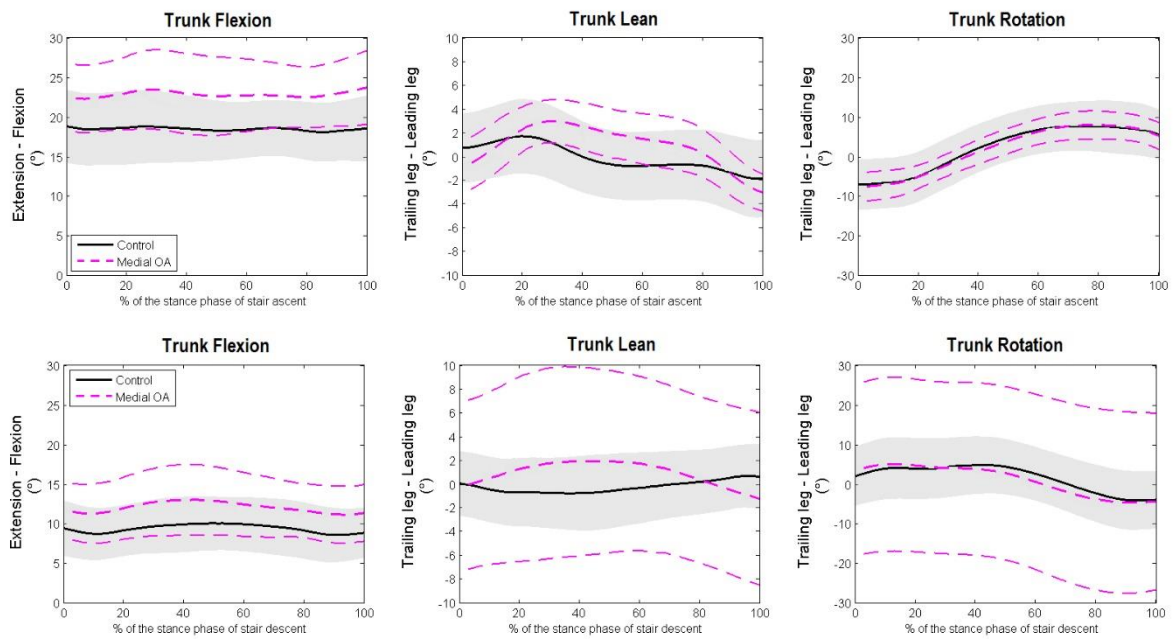 Trunk Flexion
Extension - Flexion
(°)
30
25
20
15
10
5
0
Control
Medial OA
0 20 40 60 80 100
% of the stance phase of stair ascent
Trunk Lean
Trailing leg - Leading leg
(°)
10
8
6
4
2
0
-2
-4
-6
-8
-10
0 20 40 60 80 100
% of the stance phase of stair ascent
Trunk Rotation
Trailing leg - Leading leg
(°)
30
20
10
0
-10
-20
-30
0 20 40 60 80 100
% of the stance phase of stair ascent
Trunk Flexion
Extension - Flexion
(°)
30
25
20
15
10
5
0
Control
Medial OA
0 20 40 60 80 100
% of the stance phase of stair descent
Trunk Lean
Trailing leg - Leading leg
(°)
10
8
6
4
2
0
-2
-4
-6
-8
-10
0 20 40 60 80 100
% of the stance phase of stair descent
Trunk Rotation
Trailing leg - Leading leg
(°)
30
20
10
0
-10
-20
-30
0 20 40 60 80 100
% of the stance phase of stair descent